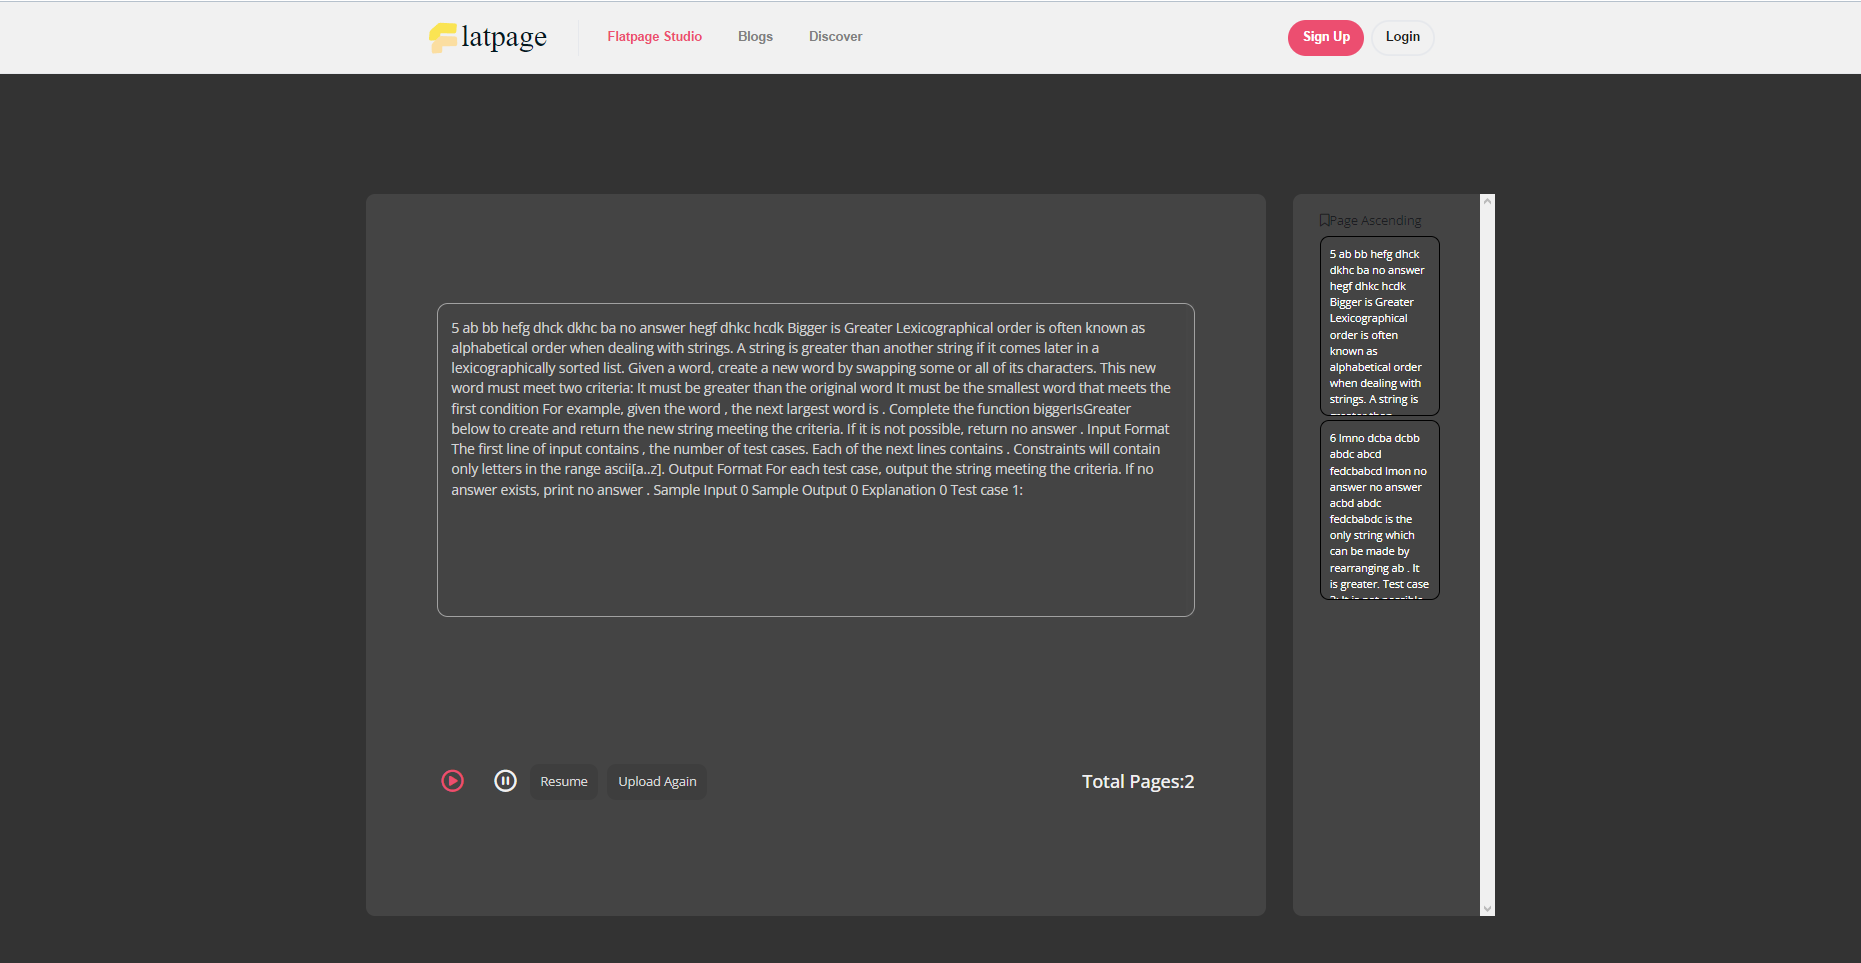 latpage
Flatpage Studio
Blogs
Discover
Sign Up
Login
5 ab bb hefg dhck dkhc ba no answer hegf dhkc hcdk Bigger is Greater Lexicographical order is often known as
alphabetical order when dealing with strings. A string is greater than another string if it comes later in a
lexicographically sorted list. Given a word, create a new word by swapping some or all of its characters. This new
word must meet two criteria: It must be greater than the original word It must be the smallest word that meets the
first condition For example, given the word , the next largest word is . Complete the function biggerIsGreater
below to create and return the new string meeting the criteria. If it is not possible, return no answer . Input Format
The first line of input contains , the number of test cases. Each of the next lines contains . Constraints will contain
only letters in the range ascii[a..z]. Output Format For each test case, output the string meeting the criteria. If no
answer exists, print no answer . Sample Input 0 Sample Output 0 Explanation 0 Test case 1:
Resume
Upload Again
Total Pages:2
Page Ascending
5 ab bb hefg dhck
dkhc ba no answer
hegf dhkc hcdk
Bigger is Greater
Lexicographical
order is often
known as
alphabetical order
when dealing with
strings. A string is
greater than
6 lmno dcba dcbb
abdc abcd
fedcbabcd lmon no
answer no answer
acbd abdc
fedcbabdc is the
only string which
can be made by
rearranging ab . It
is greater. Test case
2: It is not possible